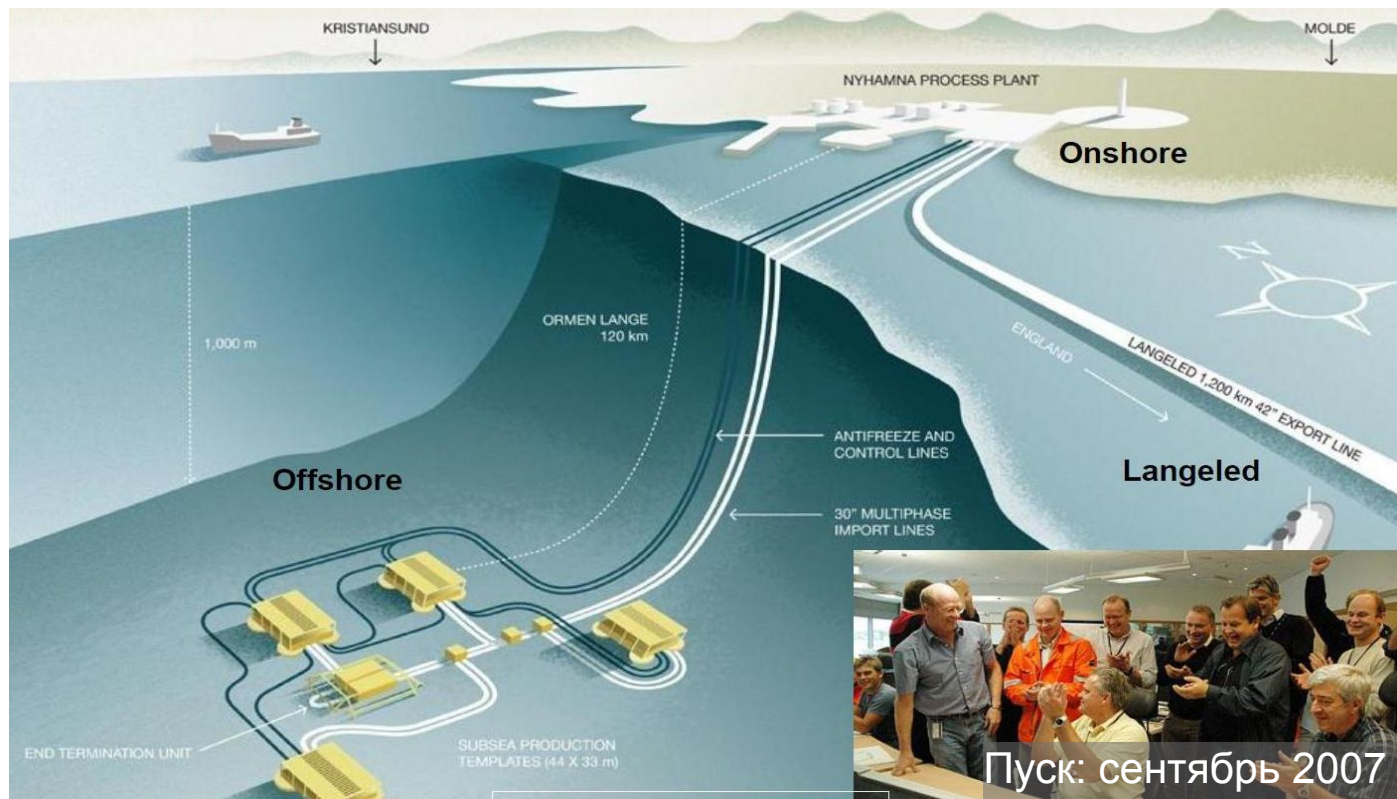 KRISTIANSUND
MOLDE
NYHAMNA PROCESS PLANT
Onshore
N
1,000 m
ORMEN LANGE
120 km
ENGLAND
LANGELED 1,200 km 42" EXPORT LINE
ANTIFREEZE AND
CONTROL LINES
Offshore
Langeled
30" MULTIPHASE
IMPORT LINES
END TERMINATION UNIT
SUBSEA PRODUCTION
TEMPLATES (44 X 33 m)
Пуск: сентябрь 2007